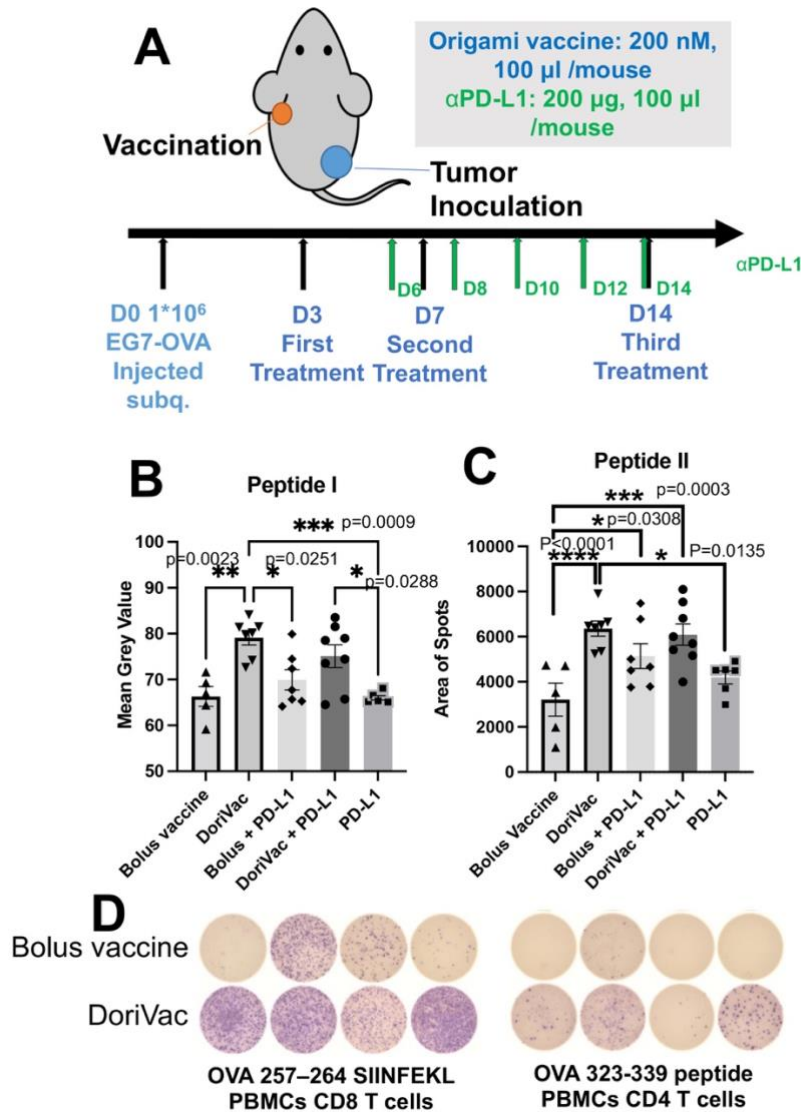 A
Origami vaccine: 200 nM,
100 µl /mouse
αPD-L1: 200 µg, 100 µl
/mouse
Vaccination
Tumor
Inoculation
αPD-L1
D6
D8
D10
D12
D14
D0 1*10⁶
EG7-OVA
Injected
subq.
D3
First
Treatment
D7
Second
Treatment
D14
Third
Treatment
B
Peptide I
*** p=0.0009
p=0.0023 p=0.0251
** * *
p=0.0288
Mean Grey Value
100
90
80
70
60
50
Bolus vaccine
DoriVac
Bolus + PD-L1
DoriVac + PD-L1
PD-L1
C
Peptide II
*** p=0.0003
* p=0.0308
P<0.0001 P=0.0135
**** *
Area of Spots
10000
8000
6000
4000
2000
0
Bolus Vaccine
DoriVac
Bolus + PD-L1
DoriVac + PD-L1
PD-L1
D
Bolus vaccine
DoriVac
OVA 257–264 SIINFEKL
PBMCs CD8 T cells
OVA 323-339 peptide
PBMCs CD4 T cells